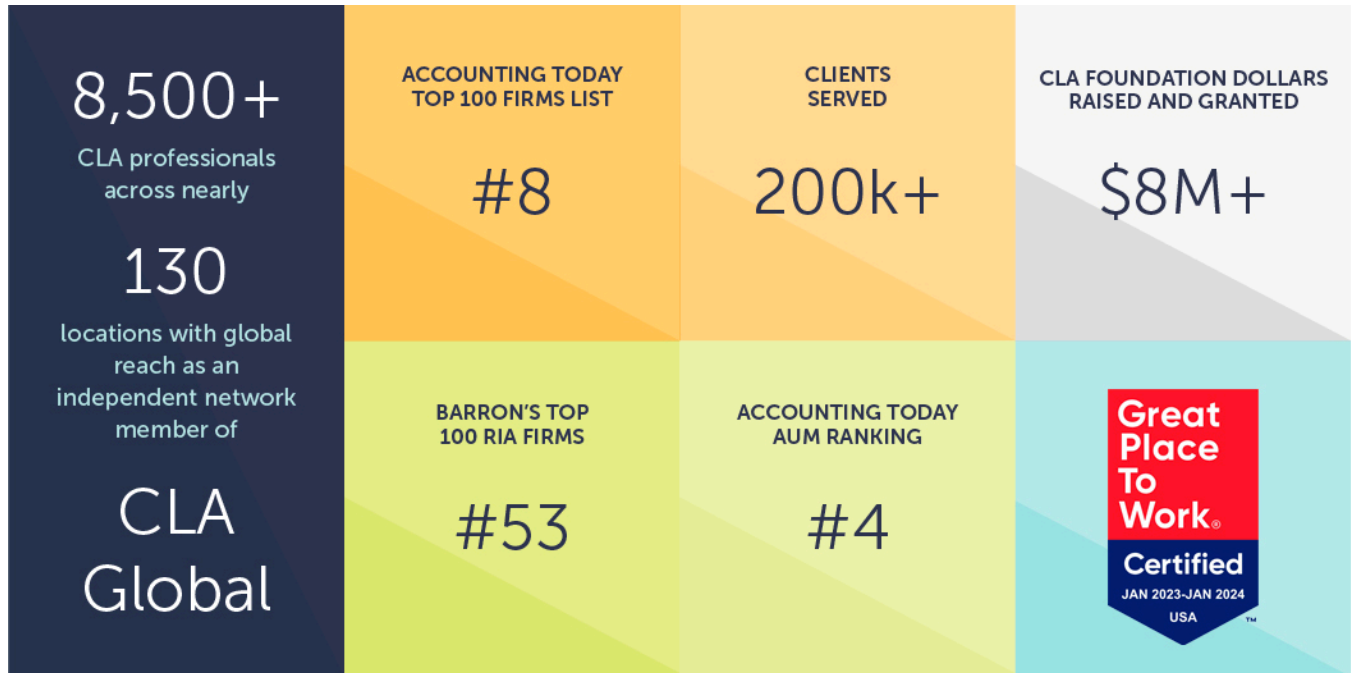 8,500+
CLA professionals
across nearly
130
locations with global
reach as an
independent network
member of
CLA
Global
ACCOUNTING TODAY
TOP 100 FIRMS LIST
#8
CLIENTS
SERVED
200k+
CLA FOUNDATION DOLLARS
RAISED AND GRANTED
$8M+
BARRON’S TOP
100 RIA FIRMS
#53
ACCOUNTING TODAY
AUM RANKING
#4
Great
Place
To
Work®
Certified
JAN 2023-JAN 2024
USA
™